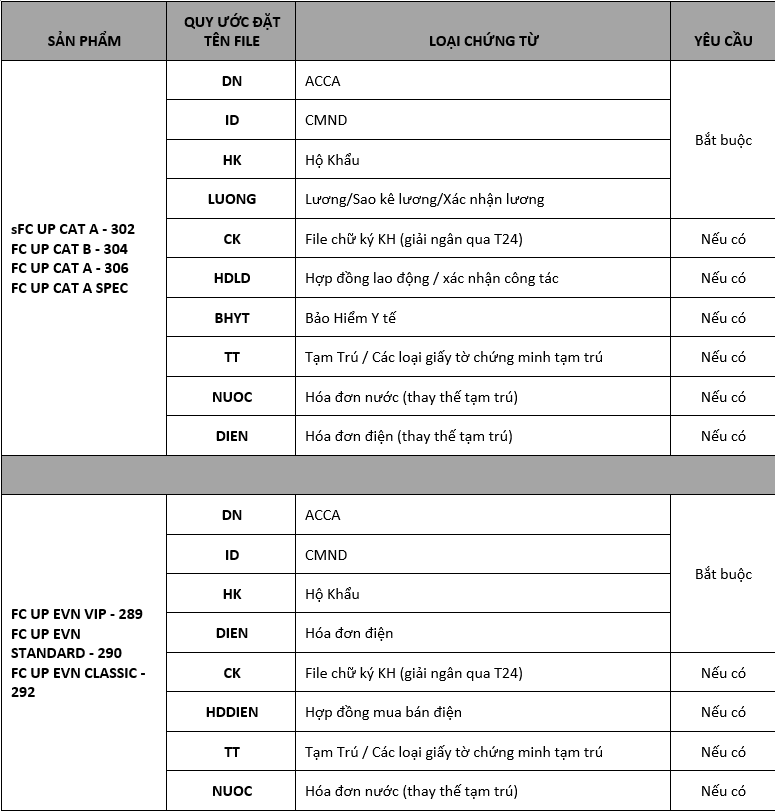 SẢN PHẨM
QUY ƯỚC ĐẶT
TÊN FILE
LOẠI CHỨNG TỪ
YÊU CẦU
sFC UP CAT A - 302
FC UP CAT B - 304
FC UP CAT A - 306
FC UP CAT A SPEC
DN
ACCA
Bắt buộc
ID
CMND
HK
Hộ Khẩu
LUONG
Lương/Sao kê lương/Xác nhận lương
CK
File chữ ký KH (giải ngân qua T24)
Nếu có
HDLD
Hợp đồng lao động / xác nhận công tác
Nếu có
BHYT
Bảo Hiểm Y tế
Nếu có
TT
Tạm Trú / Các loại giấy tờ chứng minh tạm trú
Nếu có
NUOC
Hóa đơn nước (thay thế tạm trú)
Nếu có
DIEN
Hóa đơn điện (thay thế tạm trú)
Nếu có
FC UP EVN VIP - 289
FC UP EVN
STANDARD - 290
FC UP EVN CLASSIC -
292
DN
ACCA
Bắt buộc
ID
CMND
HK
Hộ Khẩu
DIEN
Hóa đơn điện
CK
File chữ ký KH (giải ngân qua T24)
Nếu có
HDDIEN
Hợp đồng mua bán điện
Nếu có
TT
Tạm Trú / Các loại giấy tờ chứng minh tạm trú
Nếu có
NUOC
Hóa đơn nước (thay thế tạm trú)
Nếu có